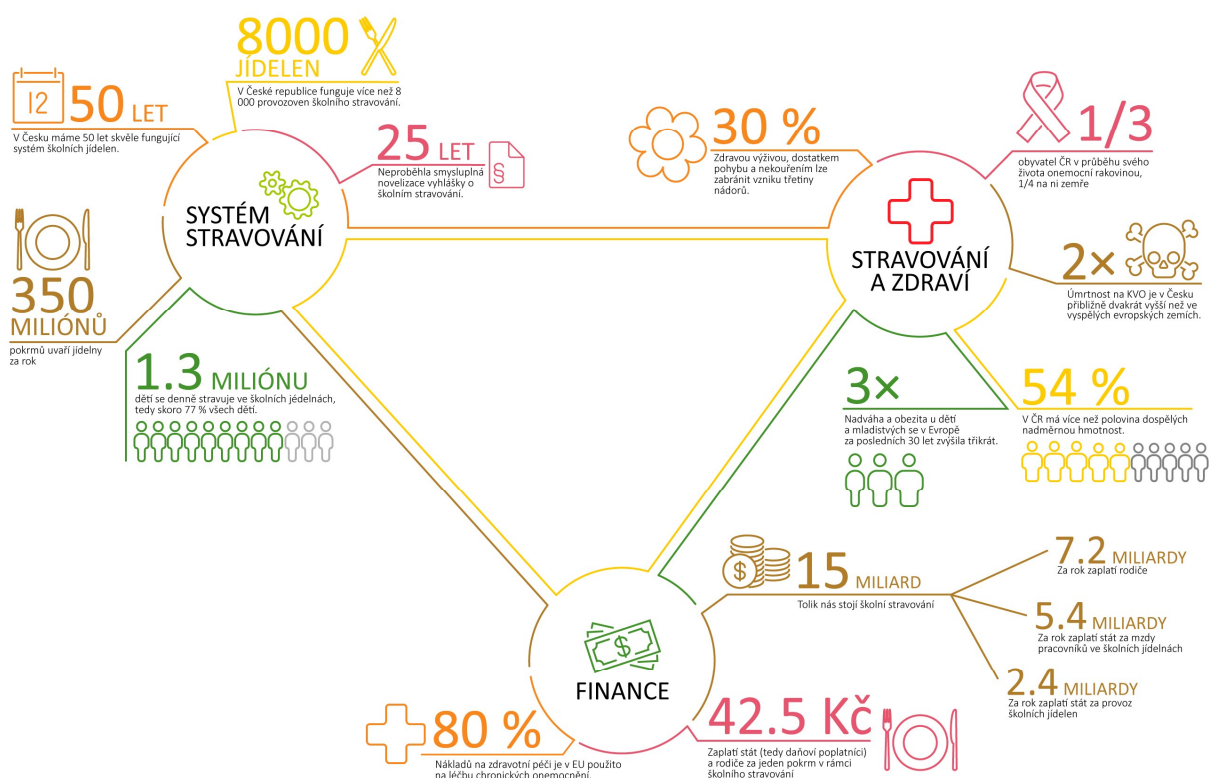 8000
JÍDELEN
V České republice funguje více než 8
000 provozoven školního stravování.
12
50 LET
V Česku máme 50 let skvěle fungující
systém školních jídelen.
25 LET
§
Neproběhla smysluplná
novelizace vyhlášky o
školním stravování.
SYSTÉM
STRAVOVÁNÍ
350
MILIÓNŮ
pokrmů uvaří jídelny
za rok
1.3 MILIÓNU
dětí se denně stravuje ve školních jédelnách,
tedy skoro 77 % všech dětí.
30 %
Zdravou výživou, dostatkem
pohybu a nekouřením lze
zabránit vzniku třetiny
nádorů.
1/3
obyvatel ČR v průběhu svého
života onemocní rakovinou,
1/4 na ni zemře
STRAVOVÁNÍ
A ZDRAVÍ
2×
Úmrtnost na KVO je v Česku
přibližně dvakrát vyšší než ve
vyspělých evropských zemích.
3×
Nadváha a obezita u dětí
a mladistvých se v Evropě
za posledních 30 let zvýšila třikrát.
54 %
V ČR má více než polovina dospělých
nadměrnou hmotnost.
$
15 MILIARD
Tolik nás stojí školní stravování
7.2 MILIARDY
Za rok zaplatí rodiče
5.4 MILIARDY
Za rok zaplatí stát za mzdy
pracovníků ve školních jídelnách
2.4 MILIARDY
Za rok zaplatí stát za provoz
školních jídelen
$
FINANCE
80 %
Nákladů na zdravotní péči je v EU použito
na léčbu chronických onemocnění.
42.5 Kč
Zaplatí stát (tedy daňoví poplatníci)
a rodiče za jeden pokrm v rámci
školního stravování